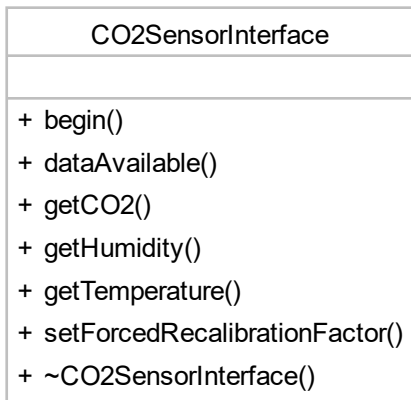 CO2SensorInterface
+ begin()
+ dataAvailable()
+ getCO2()
+ getHumidity()
+ getTemperature()
+ setForcedRecalibrationFactor()
+ ~CO2SensorInterface()